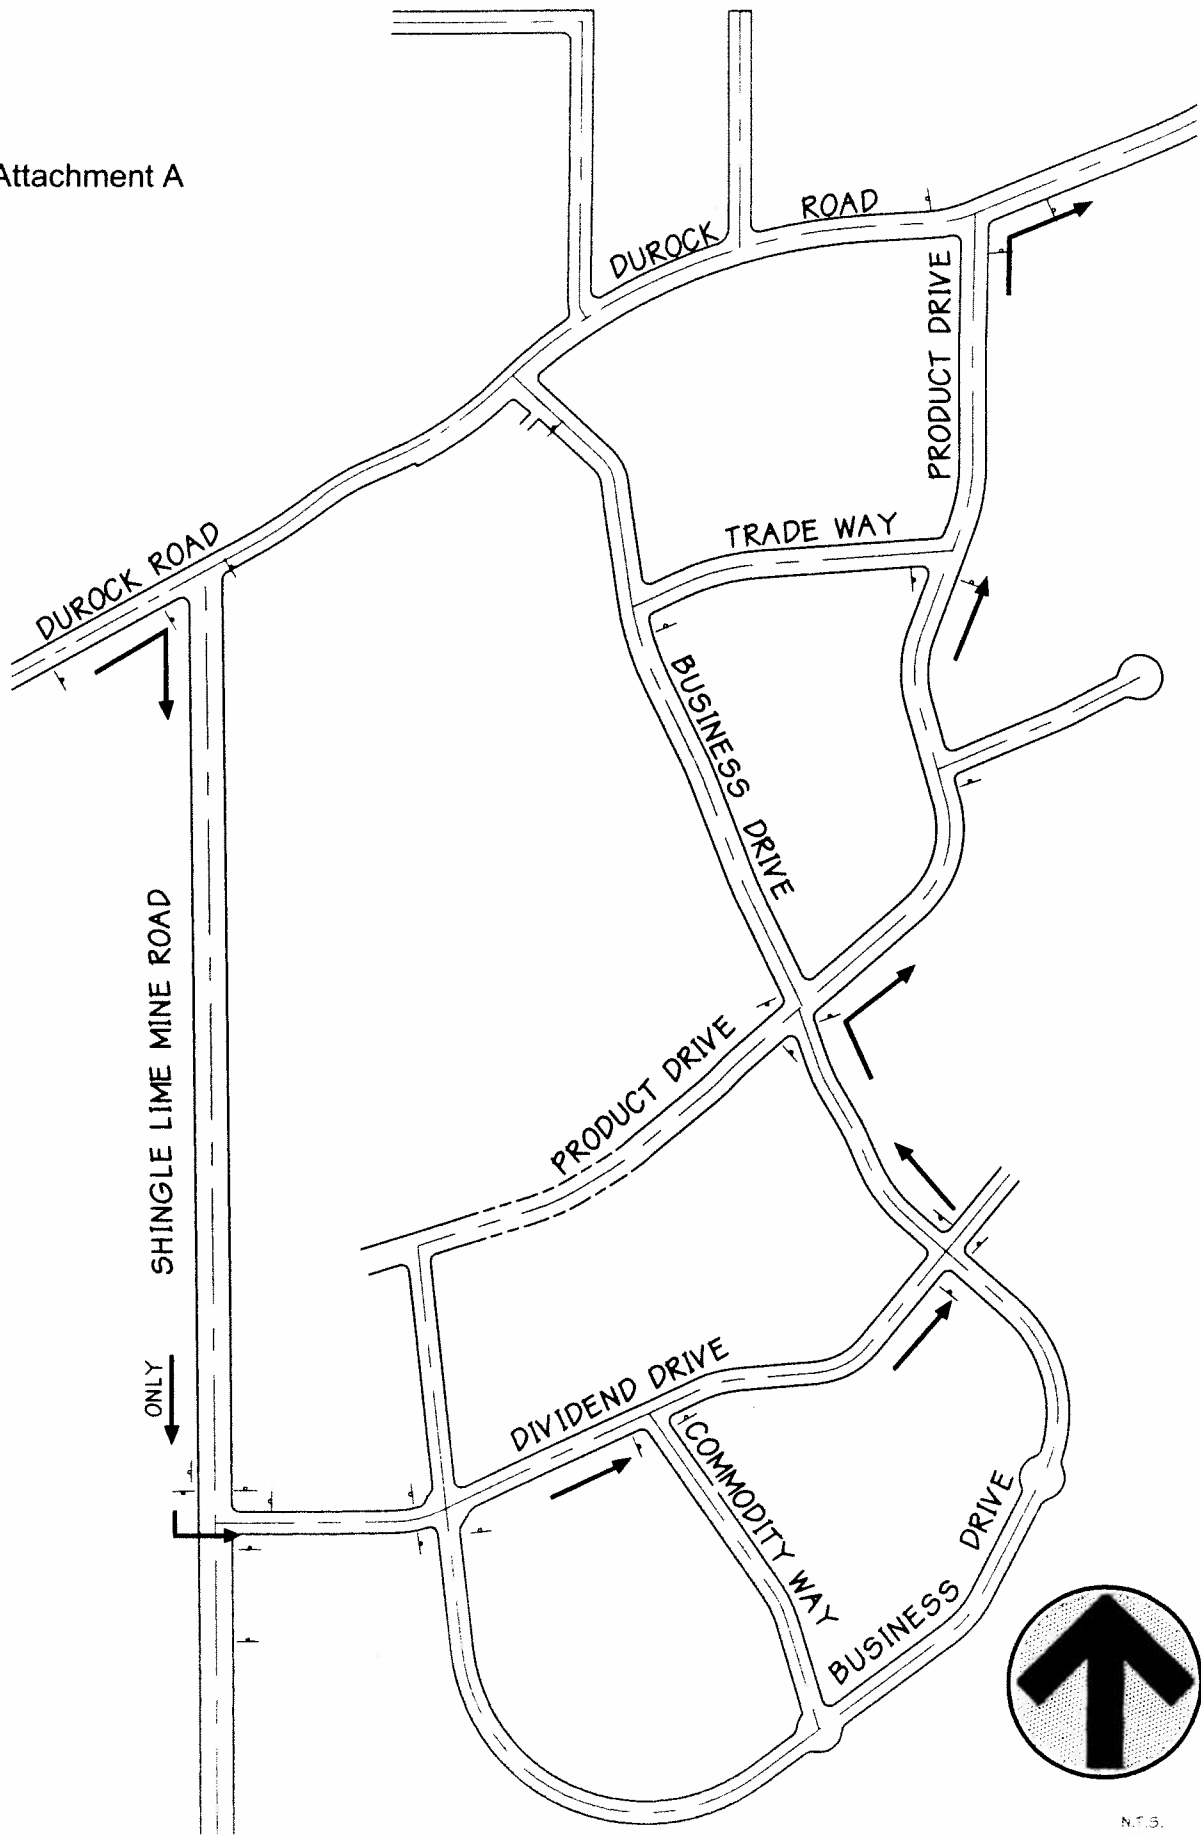 Attachment A
DUROCK ROAD
PRODUCT DRIVE
DUROCK ROAD
TRADE WAY
BUSINESS DRIVE
SHINGLE LIME MINE ROAD
PRODUCT DRIVE
ONLY
DIVIDEND DRIVE
COMMODITY WAY
BUSINESS DRIVE
N.T.S.